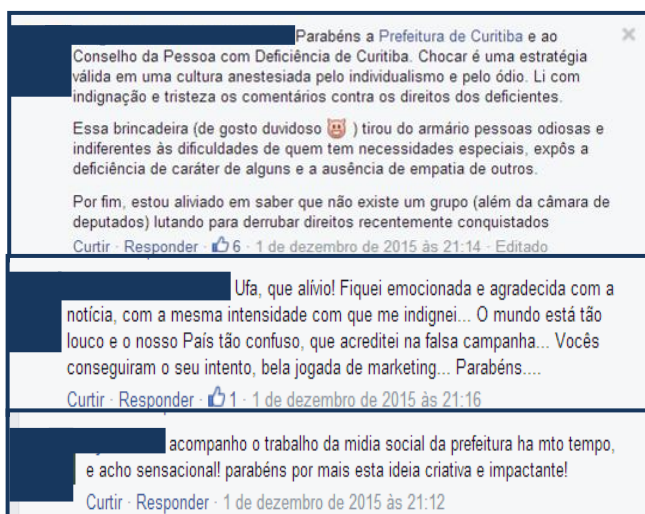 Parabéns a Prefeitura de Curitiba e ao
Conselho da Pessoa com Deficiência de Curitiba. Chocar é uma estratégia
válida em uma cultura anestesiada pelo individualismo e pelo ódio. Li com
indignação e tristeza os comentários contra os direitos dos deficientes.
Essa brincadeira (de gosto duvidoso ) tirou do armário pessoas odiosas e
indiferentes às dificuldades de quem tem necessidades especiais, expôs a
deficiência de caráter de alguns e a ausência de empatia de outros.
Por fim, estou aliviado em saber que não existe um grupo (além da câmara de
deputados) lutando para derrubar direitos recentemente conquistados
Curtir · Responder · 6 · 1 de dezembro de 2015 às 21:14 · Editado
Ufa, que alívio! Fiquei emocionada e agradecida com a
notícia, com a mesma intensidade com que me indignei... O mundo está tão
louco e o nosso País tão confuso, que acreditei na falsa campanha... Vocês
conseguiram o seu intento, bela jogada de marketing... Parabéns....
Curtir · Responder · 1 · 1 de dezembro de 2015 às 21:16
acompanho o trabalho da midia social da prefeitura ha mto tempo,
e acho sensacional! parabéns por mais esta ideia criativa e impactante!
Curtir · Responder · 1 de dezembro de 2015 às 21:12